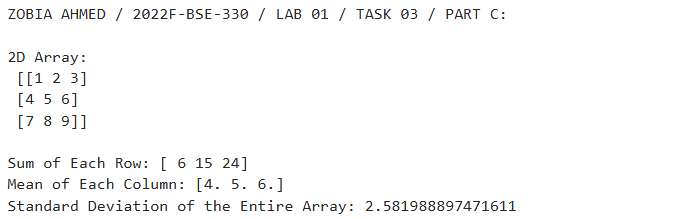 ZOBIA AHMED / 2022F-BSE-330 / LAB 01 / TASK 03 / PART C:
2D Array:
[[1 2 3]
[4 5 6]
[7 8 9]]
Sum of Each Row: [ 6 15 24]
Mean of Each Column: [4. 5. 6.]
Standard Deviation of the Entire Array: 2.581988897471611